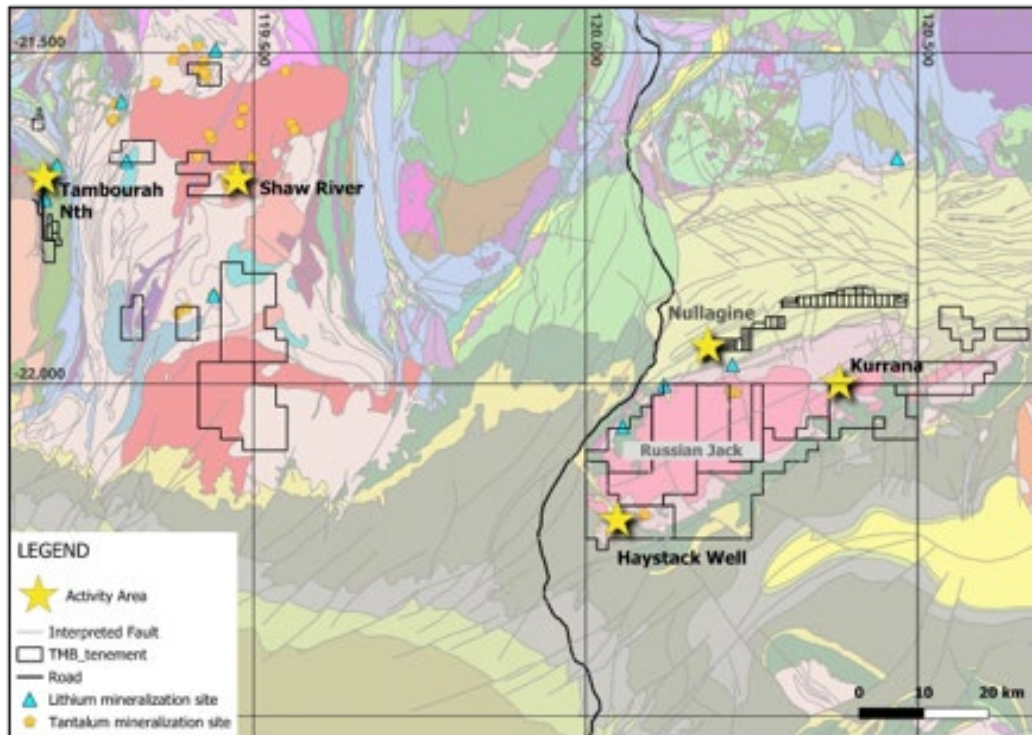 -21.500
119.500
120.000
120.500
Tambourah
Nth
Shaw River
Nullagine
Kurrana
-22.000
Russian Jack
Haystack Well
LEGEND
Activity Area
Interpreted Fault
TMB_tenement
Road
Lithium mineralization site
Tantalum mineralization site
0 10 20 km